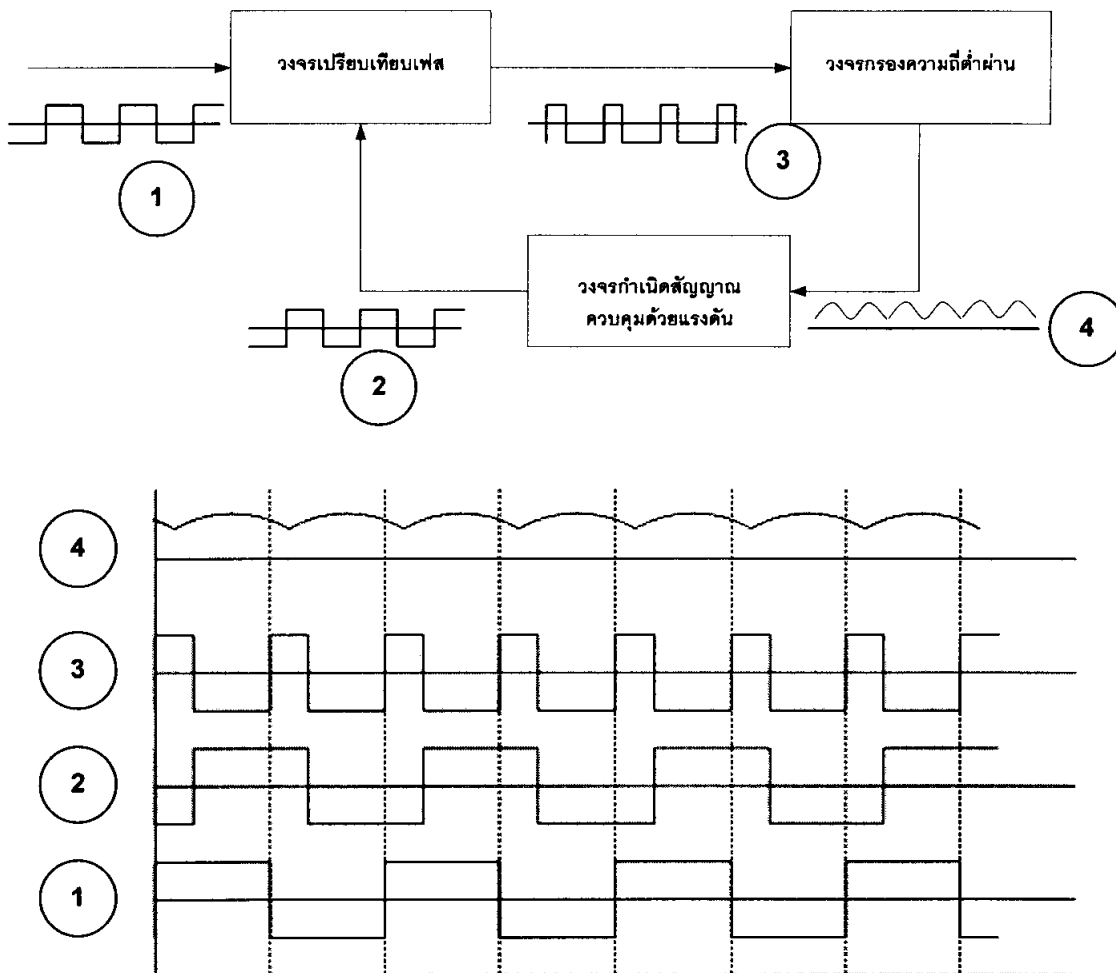 วงจรเปรียบเทียบเฟส
วงจรกรองความถี่ต่ำผ่าน
1
3
วงจรกำเนิดสัญญาณ
ควบคุมด้วยแรงดัน
2
4
4
3
2
1